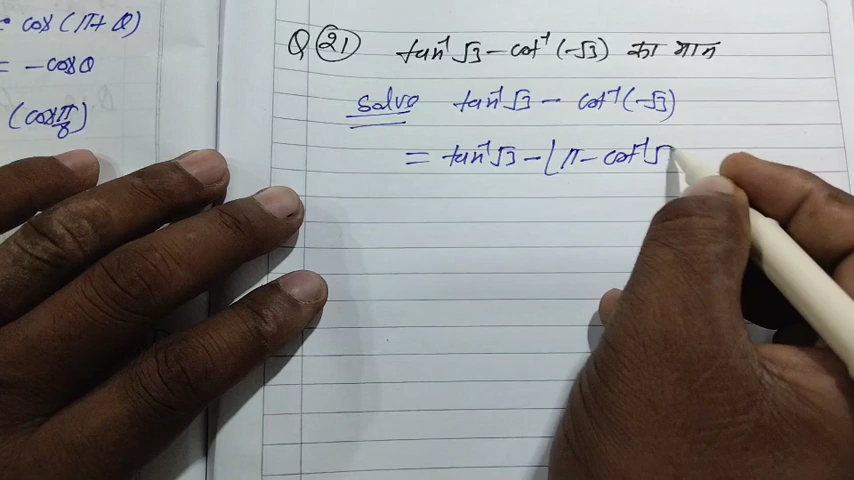 = cos (π+θ)
= -cosθ
(cos π/8)
Q (21) tan⁻¹ √3 - cot⁻¹ (-√3) का मान
Solve tan⁻¹ √3 - cot⁻¹ (-√3)
= tan⁻¹ √3 - [π - cot⁻¹ √